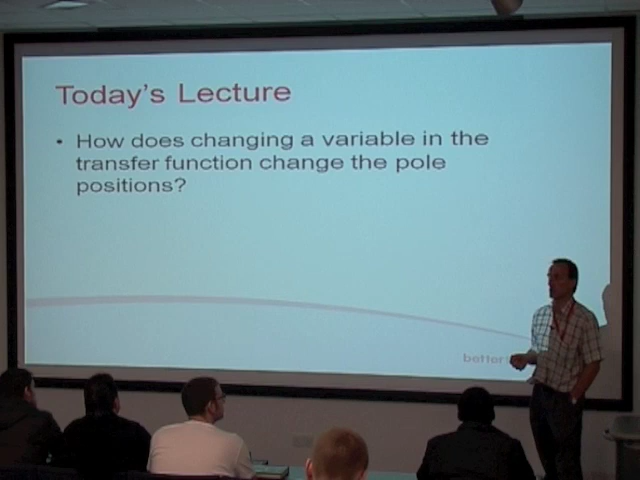 Today's Lecture
• How does changing a variable in the
transfer function change the pole
positions?
better